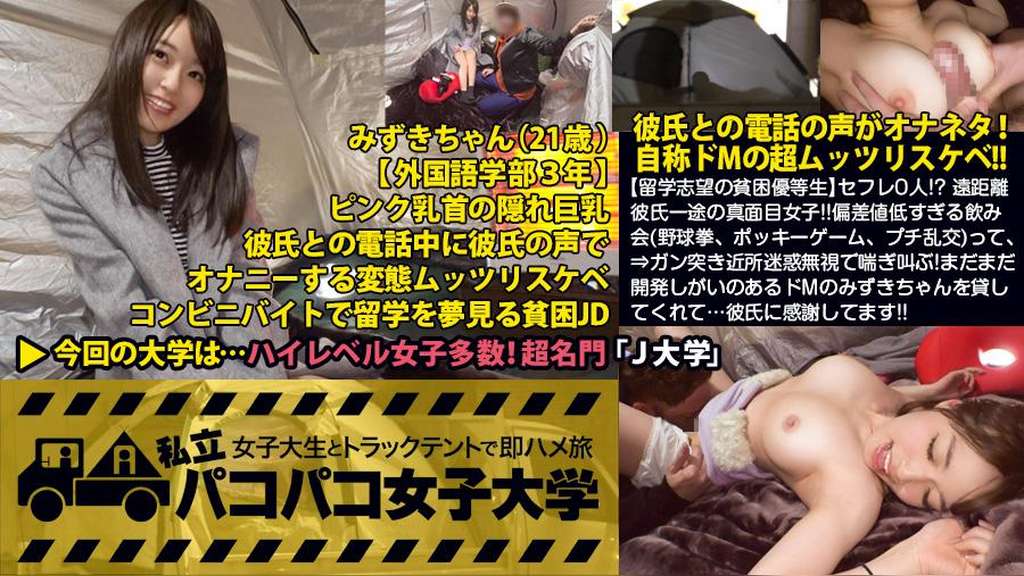 みずきちゃん(21歳)
【外国語学部３年】
ピンク乳首の隠れ巨乳
彼氏との電話中に彼氏の声で
オナニーする変態ムッツリスケベ
コンビニバイトで留学を夢見る貧困JD
彼氏との電話の声がオナネタ!
自称ドMの超ムッツリスケベ!!
【留学志望の貧困優等生】セフレ0人!? 遠距離
彼氏一途の真面目女子!!偏差値低すぎる飲み
会(野球拳、ポッキーゲーム、プチ乱交)って、
⇒ガン突き近所迷惑無視で喘ぎ叫ぶ!まだまだ
開発しがいのあるドMのみずきちゃんを貸し
てくれて…彼氏に感謝してます!!
▶今回の大学は…ハイレベル女子多数!超名門「J大学」
私立 女子大生とトラックテントで即ハメ旅
パコパコ女子大学